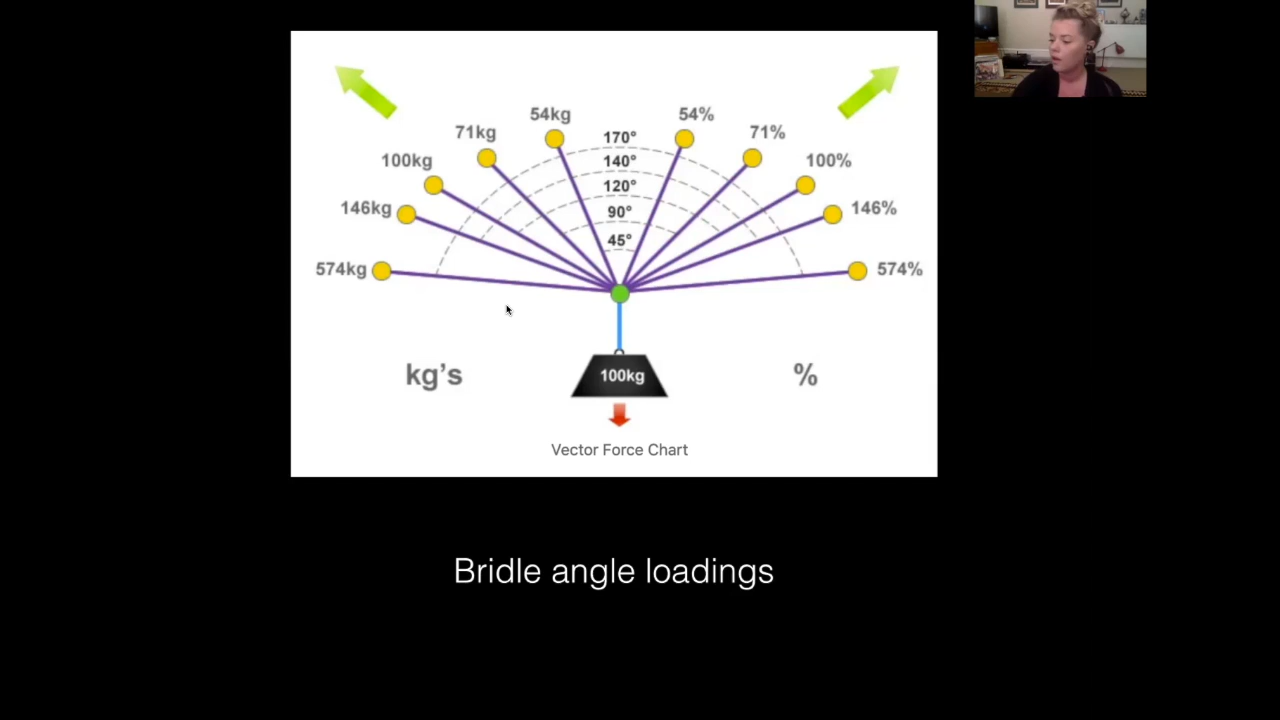 54kg 54%
71kg 170° 71%
100kg 140° 100%
120°
146kg 90° 146%
45°
574kg 574%
kg's 100kg %
Vector Force Chart
Bridle angle loadings